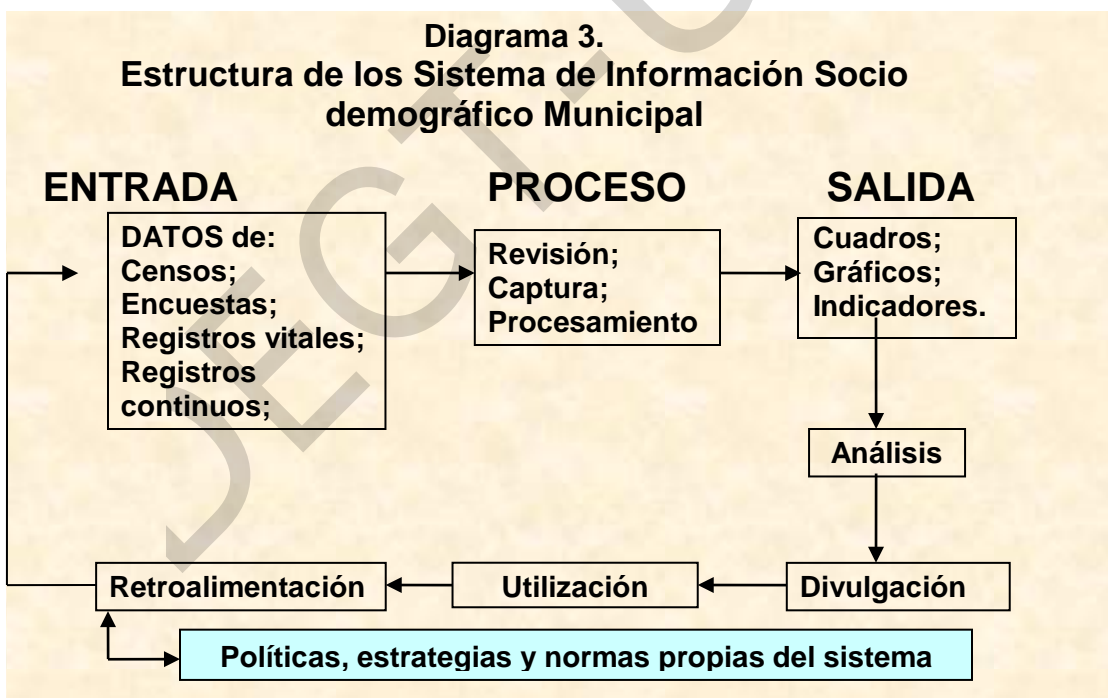 Diagrama 3.
Estructura de los Sistema de Información Socio
demográfico Municipal
ENTRADA
PROCESO
SALIDA
DATOS de:
Censos;
Encuestas;
Registros vitales;
Registros
continuos;
Revisión;
Captura;
Procesamiento
Cuadros;
Gráficos;
Indicadores.
Análisis
Retroalimentación
Utilización
Divulgación
Políticas, estrategias y normas propias del sistema